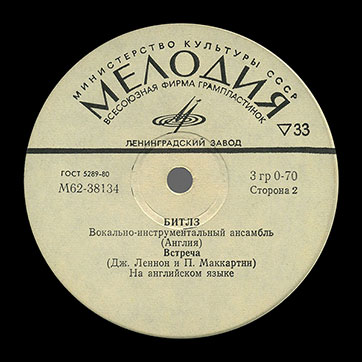 МИНИСТЕРСТВО КУЛЬТУРЫ СССР
МЕЛОДИЯ
ВСЕСОЮЗНАЯ ФИРМА ГРАМПЛАСТИНОК
▽33
ЛЕНИНГРАДСКИЙ ЗАВОД
ГОСТ 5289-80
М62-38134
3 гр 0-70
Сторона 2
БИТЛЗ
Вокально-инструментальный ансамбль
(Англия)
Встреча
(Дж. Леннон и П. Маккартни)
На английском языке